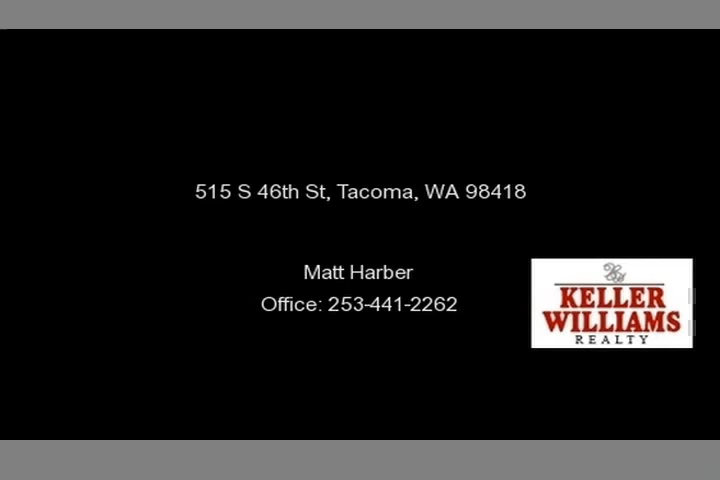 515 S 46th St, Tacoma, WA 98418
Matt Harber
Office: 253-441-2262
KELLER
WILLIAMS
REALTY